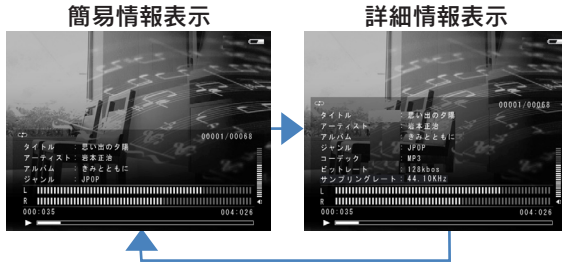 簡易情報表示
00001/00068
タイトル : 思い出の夕陽
アーティスト : 岩本正治
アルバム : きみとともに
ジャンル : JPOP
L
R
000:035 004:026
詳細情報表示
00001/00068
タイトル : 思い出の夕陽
アーティスト : 岩本正治
アルバム : きみとともに
ジャンル : JPOP
コーデック : MP3
ビットレート : 128kbps
サンプリングレート : 44.10KHz
L
R
000:035 004:026